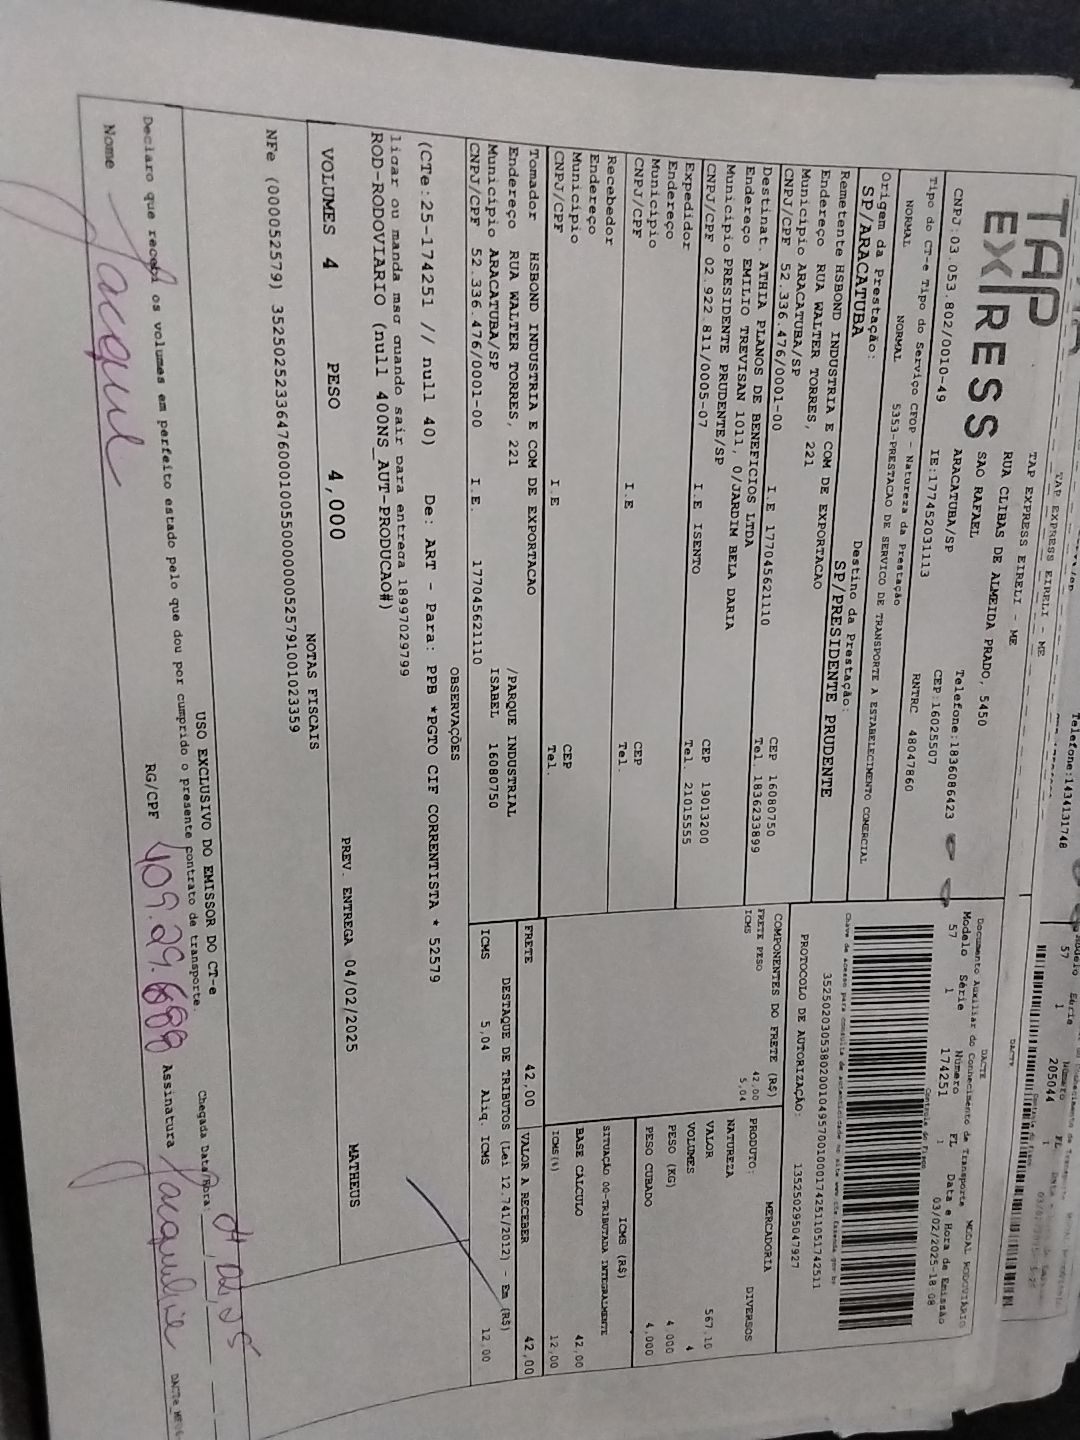 TAP EXPRESS EIRELI - ME
Telefone:1434131748
57 1 205044 1
DACTE
TAP EXPRESS
TAP EXPRESS EIRELI - ME
RUA CLIBAS DE ALMEIDA PRADO, 5450
SAO RAFAEL
ARACATUBA/SP
Telefone:1836086423
CNPJ:03.053.802/0010-49 IE:177452031113 CEP:16025507
Tipo do CT-e Tipo do Serviço CFOP - Natureza da Prestação RNTRC 48047860
NORMAL NORMAL 5353-PRESTACAO DE SERVICO DE TRANSPORTE A ESTABELECIMENTO COMERCIAL
Origem da Prestação: Destino da Prestação:
SP/ARACATUBA SP/PRESIDENTE PRUDENTE
DACTE
Documento Auxiliar do Conhecimento de Transporte MODAL RODOVIÁRIO
Modelo Série Número Fl Data e Hora de Emissão
57 1 174251 1 03/02/2025-18:08
Controle do Fisco
Chave de acesso para consulta de autenticidade no site www.cte.fazenda.gov.br
35250203053802001049570010001742511051742511
PROTOCOLO DE AUTORIZAÇÃO: 135250295047927
Remetente HSBOND INDUSTRIA E COM DE EXPORTACAO
Endereço RUA WALTER TORRES, 221
Municipio ARACATUBA/SP CEP 16080750
CNPJ/CPF 52.336.476/0001-00 I.E 177045621110 Tel 1836233899
Destinat. ATHIA PLANOS DE BENEFICIOS LTDA
Endereço EMILIO TREVISAN 1011, 0/JARDIM BELA DARIA
Municipio PRESIDENTE PRUDENTE/SP CEP 19013200
CNPJ/CPF 02.922.811/0005-07 I.E ISENTO Tel. 21015555
Expedidor
Endereço
Municipio CEP
CNPJ/CPF I.E Tel.
Recebedor
Endereço
Municipio CEP
CNPJ/CPF I.E Tel.
Tomador HSBOND INDUSTRIA E COM DE EXPORTACAO
Endereço RUA WALTER TORRES, 221 /PARQUE INDUSTRIAL
Municipio ARACATUBA/SP ISABEL 16080750
CNPJ/CPF 52.336.476/0001-00 I.E. 177045621110
COMPONENTES DO FRETE (R$)
FRETE PESO 42,00
ICMS 5,04
PRODUTO: MERCADORIA
NATUREZA DIVERSOS
VALOR 567,10
VOLUMES 4
PESO (KG) 4,000
PESO CUBADO 4,000
ICMS (R$)
SITUAÇÃO 00-TRIBUTADA INTEGRALMENTE
BASE CÁLCULO 42,00
ICMS(%) 12,00
FRETE 42,00 VALOR A RECEBER 42,00
DESTAQUE DE TRIBUTOS (Lei 12.741/2012) - Em (R$)
ICMS 5,04 Aliq. ICMS 12,00
OBSERVAÇÕES
(CTe:25-174251 // null 40) De: ART - Para: PPB *PGTO CIF CORRENTISTA * 52579
ligar ou manda msg quando sair para entrega 18997029799
ROD-RODOVIARIO (null 400NS_AUT-PRODUCAO#)
VOLUMES 4 PESO 4,000 PREV. ENTREGA 04/02/2025 MATHEUS
NOTAS FISCAIS
NFe (000052579) 35250252336476000100550000000525791001023359
USO EXCLUSIVO DO EMISSOR DO CT-e
Declaro que recebi os volumes em perfeito estado pelo que dou por cumprido o presente contrato de transporte.
Chegada Data/Hora:
Nome RG/CPF Assinatura Jaqueline